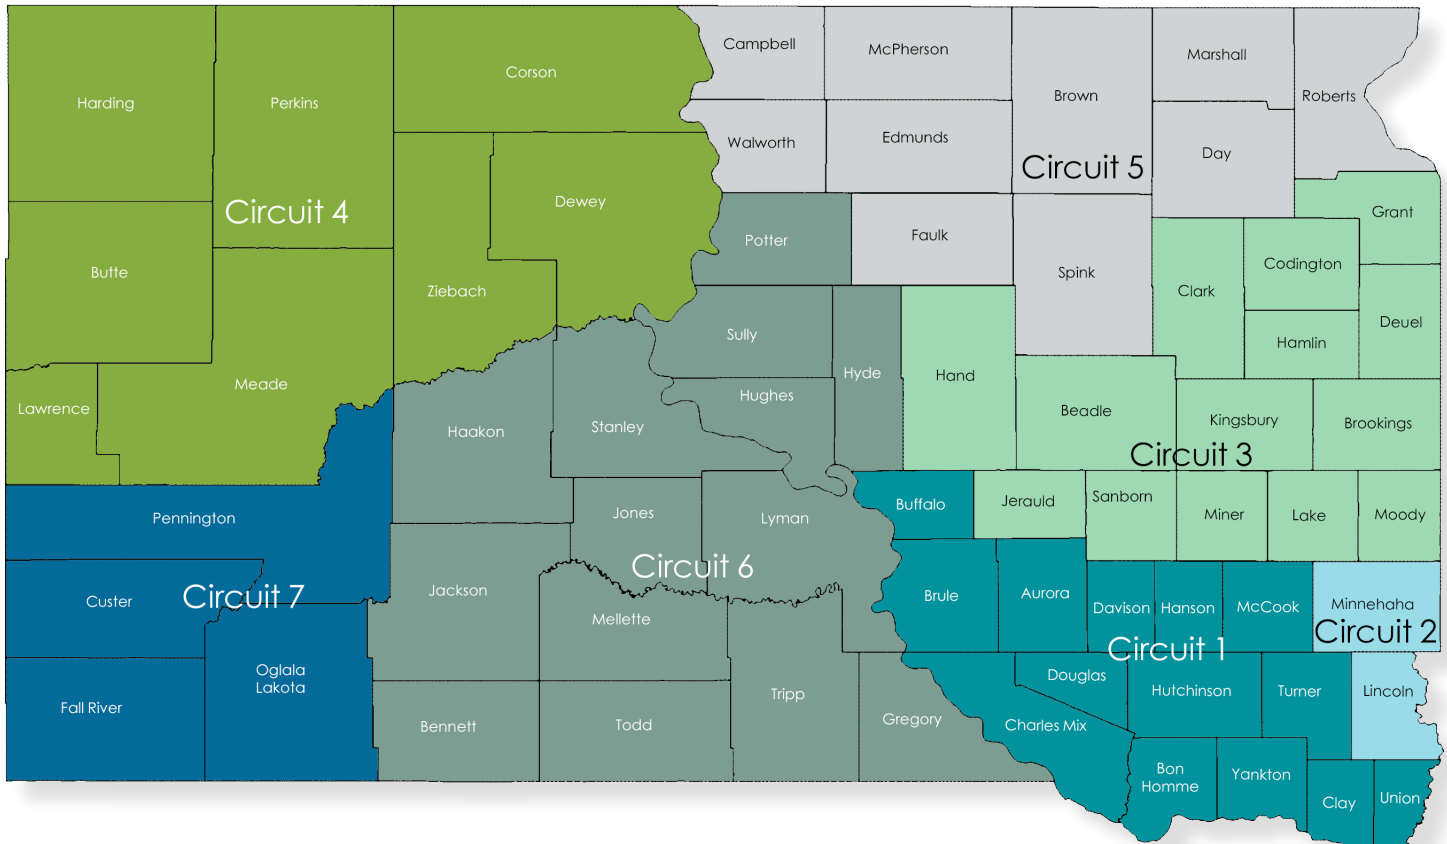 Campbell
McPherson
Marshall
Corson
Harding
Perkins
Brown
Roberts
Walworth
Edmunds
Day
Circuit 5
Dewey
Circuit 4
Grant
Potter
Faulk
Butte
Spink
Codington
Ziebach
Clark
Deuel
Sully
Hamlin
Meade
Hyde
Hand
Hughes
Lawrence
Beadle
Kingsbury
Brookings
Haakon
Stanley
Circuit 3
Sanborn
Jerauld
Buffalo
Pennington
Jones
Lyman
Miner
Lake
Moody
Circuit 6
Jackson
Custer
Circuit 7
Brule
Aurora
Davison
Hanson
McCook
Minnehaha
Mellette
Circuit 2
Circuit 1
Oglala
Lakota
Douglas
Hutchinson
Turner
Lincoln
Tripp
Fall River
Bennett
Todd
Gregory
Charles Mix
Bon
Homme
Yankton
Clay
Union